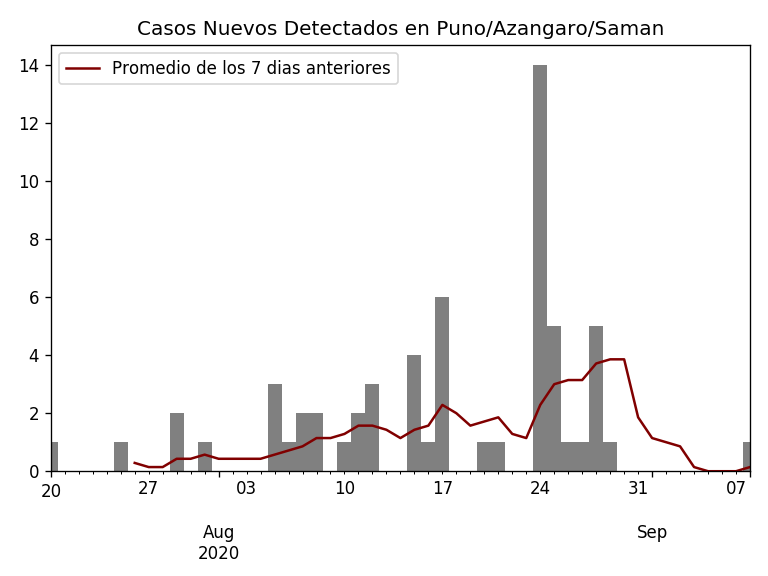 Casos Nuevos Detectados en Puno/Azangaro/Saman
Promedio de los 7 dias anteriores
14
12
10
8
6
4
2
0
20 27 03 10 17 24 31 07
Aug Sep
2020